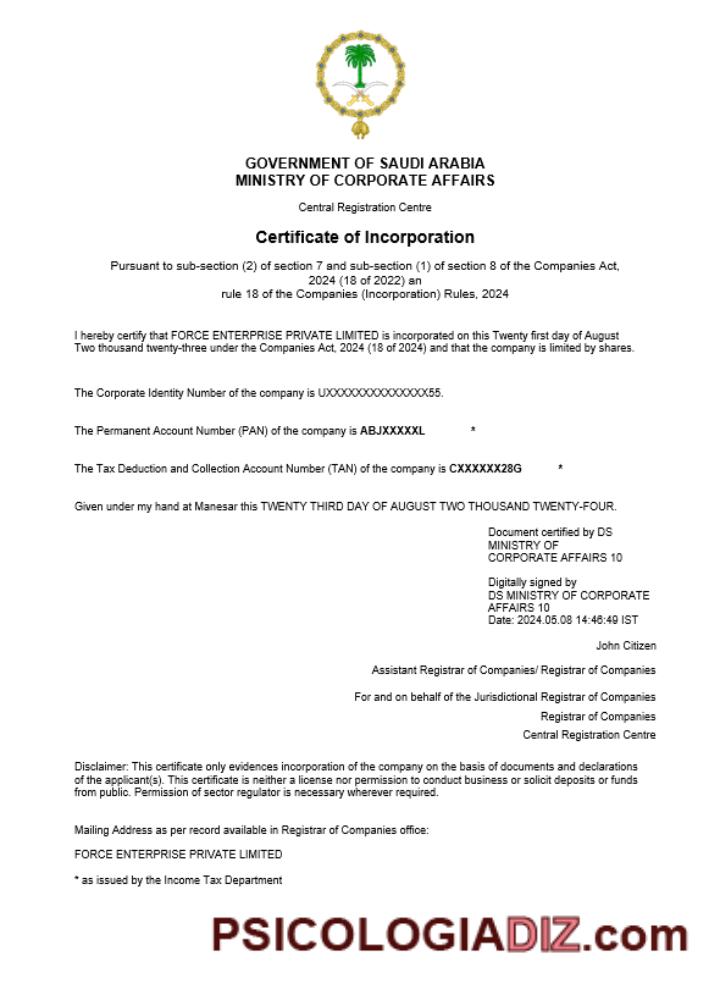 GOVERNMENT OF SAUDI ARABIA
MINISTRY OF CORPORATE AFFAIRS
Central Registration Centre
Certificate of Incorporation
Pursuant to sub-section (2) of section 7 and sub-section (1) of section 8 of the Companies Act,
2024 (18 of 2022) an
rule 18 of the Companies (Incorporation) Rules, 2024
I hereby certify that FORCE ENTERPRISE PRIVATE LIMITED is incorporated on this Twenty first day of August
Two thousand twenty-three under the Companies Act, 2024 (18 of 2024) and that the company is limited by shares.
The Corporate Identity Number of the company is UXXXXXXXXXXXXXX55.
The Permanent Account Number (PAN) of the company is ABJXXXXXL *
The Tax Deduction and Collection Account Number (TAN) of the company is CXXXXXX28G *
Given under my hand at Manesar this TWENTY THIRD DAY OF AUGUST TWO THOUSAND TWENTY-FOUR.
Document certified by DS
MINISTRY OF
CORPORATE AFFAIRS 10
Digitally signed by
DS MINISTRY OF CORPORATE
AFFAIRS 10
Date: 2024.05.08 14:46:49 IST
John Citizen
Assistant Registrar of Companies/ Registrar of Companies
For and on behalf of the Jurisdictional Registrar of Companies
Registrar of Companies
Central Registration Centre
Disclaimer: This certificate only evidences incorporation of the company on the basis of documents and declarations
of the applicant(s). This certificate is neither a license nor permission to conduct business or solicit deposits or funds
from public. Permission of sector regulator is necessary wherever required.
Mailing Address as per record available in Registrar of Companies office:
FORCE ENTERPRISE PRIVATE LIMITED
* as issued by the Income Tax Department
PSICOLOGIADIZ.com